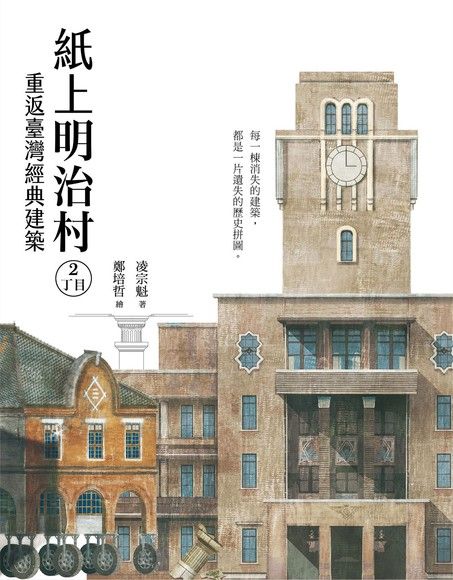 紙上明治村
2
丁目
重返臺灣經典建築
每一棟消失的建築，
都是一片遺失的歷史拼圖。
凌宗魁 著
鄭培哲 繪